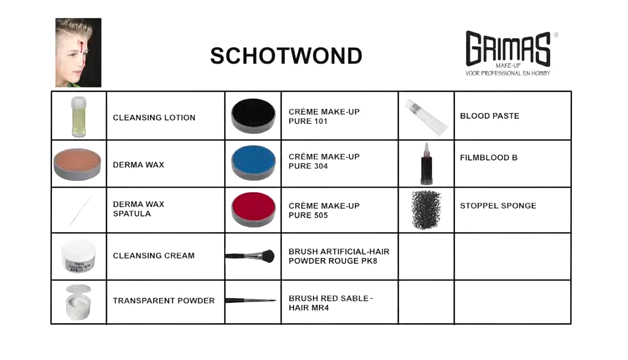 SCHOTWOND
GRIMAS®
MAKE-UP
VOOR PROFESSIONAL EN HOBBY
CLEANSING LOTION
CRÈME MAKE-UP
PURE 101
BLOOD PASTE
DERMA WAX
CRÈME MAKE-UP
PURE 304
FILMBLOOD B
DERMA WAX
SPATULA
CRÈME MAKE-UP
PURE 505
STOPPEL SPONGE
CLEANSING CREAM
BRUSH ARTIFICIAL-HAIR
POWDER ROUGE PK8
TRANSPARENT POWDER
BRUSH RED SABLE-
HAIR MR4